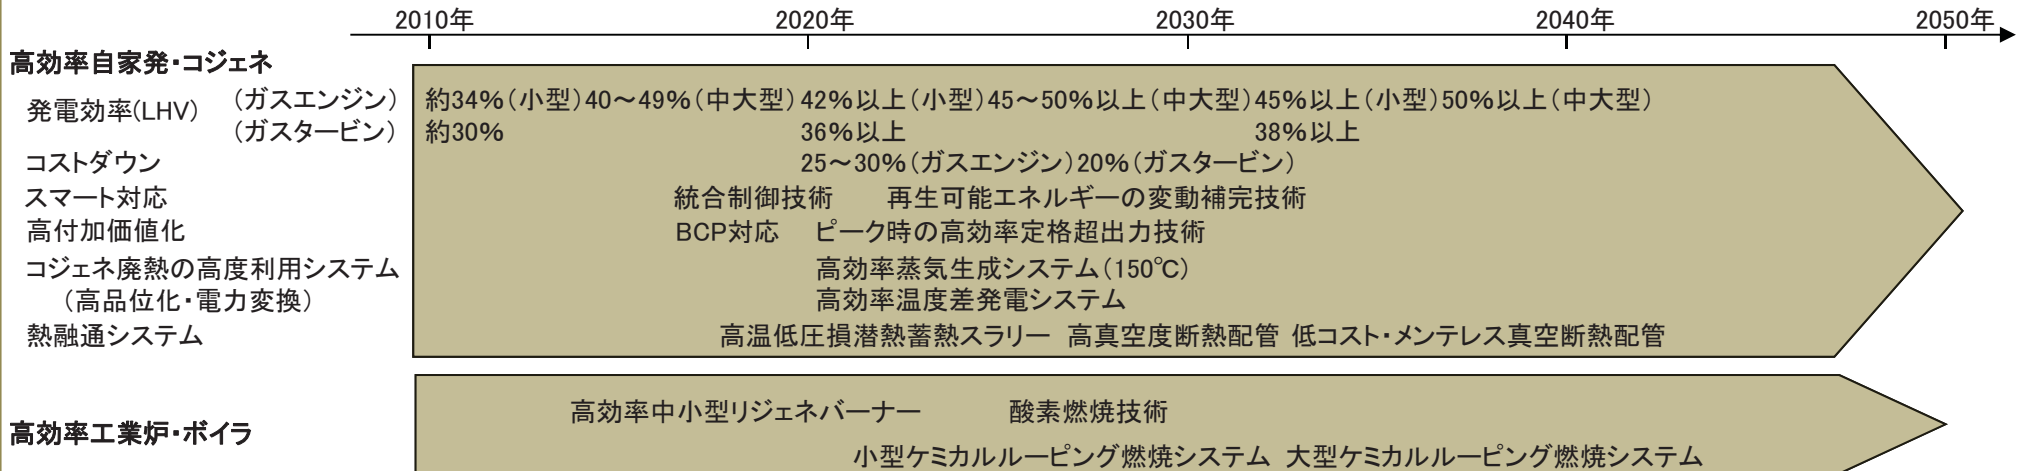 2010年 2020年 2030年 2040年 2050年
高効率自家発・コジェネ
発電効率(LHV) (ガスエンジン) 約34%(小型)40～49%(中大型)42%以上(小型)45～50%以上(中大型)45%以上(小型)50%以上(中大型)
(ガスタービン) 約30% 36%以上 38%以上
コストダウン 25～30%(ガスエンジン)20%(ガスタービン)
スマート対応 統合制御技術 再生可能エネルギーの変動補完技術
高付加価値化 BCP対応 ピーク時の高効率定格超出力技術
コジェネ廃熱の高度利用システム 高効率蒸気生成システム(150℃)
(高品位化・電力変換) 高効率温度差発電システム
熱融通システム 高温低圧損潜熱蓄熱スラリー 高真空度断熱配管 低コスト・メンテレス真空断熱配管
高効率中小型リジェネバーナー 酸素燃焼技術
高効率工業炉・ボイラ
小型ケミカルルーピング燃焼システム 大型ケミカルルーピング燃焼システム